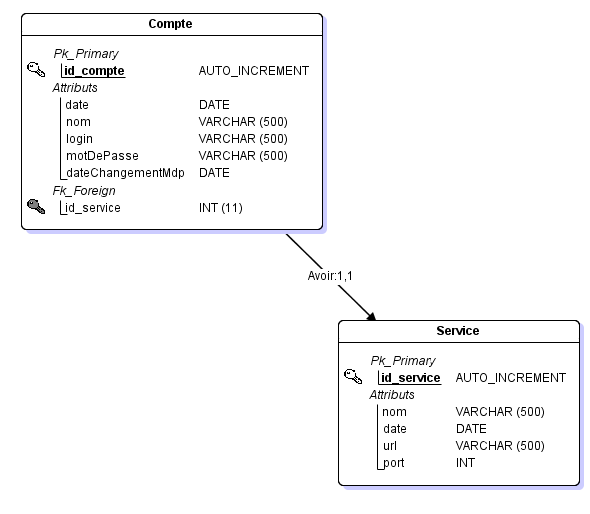 Compte
Pk_Primary
id_compte AUTO_INCREMENT
Attributs
date DATE
nom VARCHAR (500)
login VARCHAR (500)
motDePasse VARCHAR (500)
dateChangementMdp DATE
Fk_Foreign
id_service INT (11)
Avoir:1,1
Service
Pk_Primary
id_service AUTO_INCREMENT
Attributs
nom VARCHAR (500)
date DATE
url VARCHAR (500)
port INT